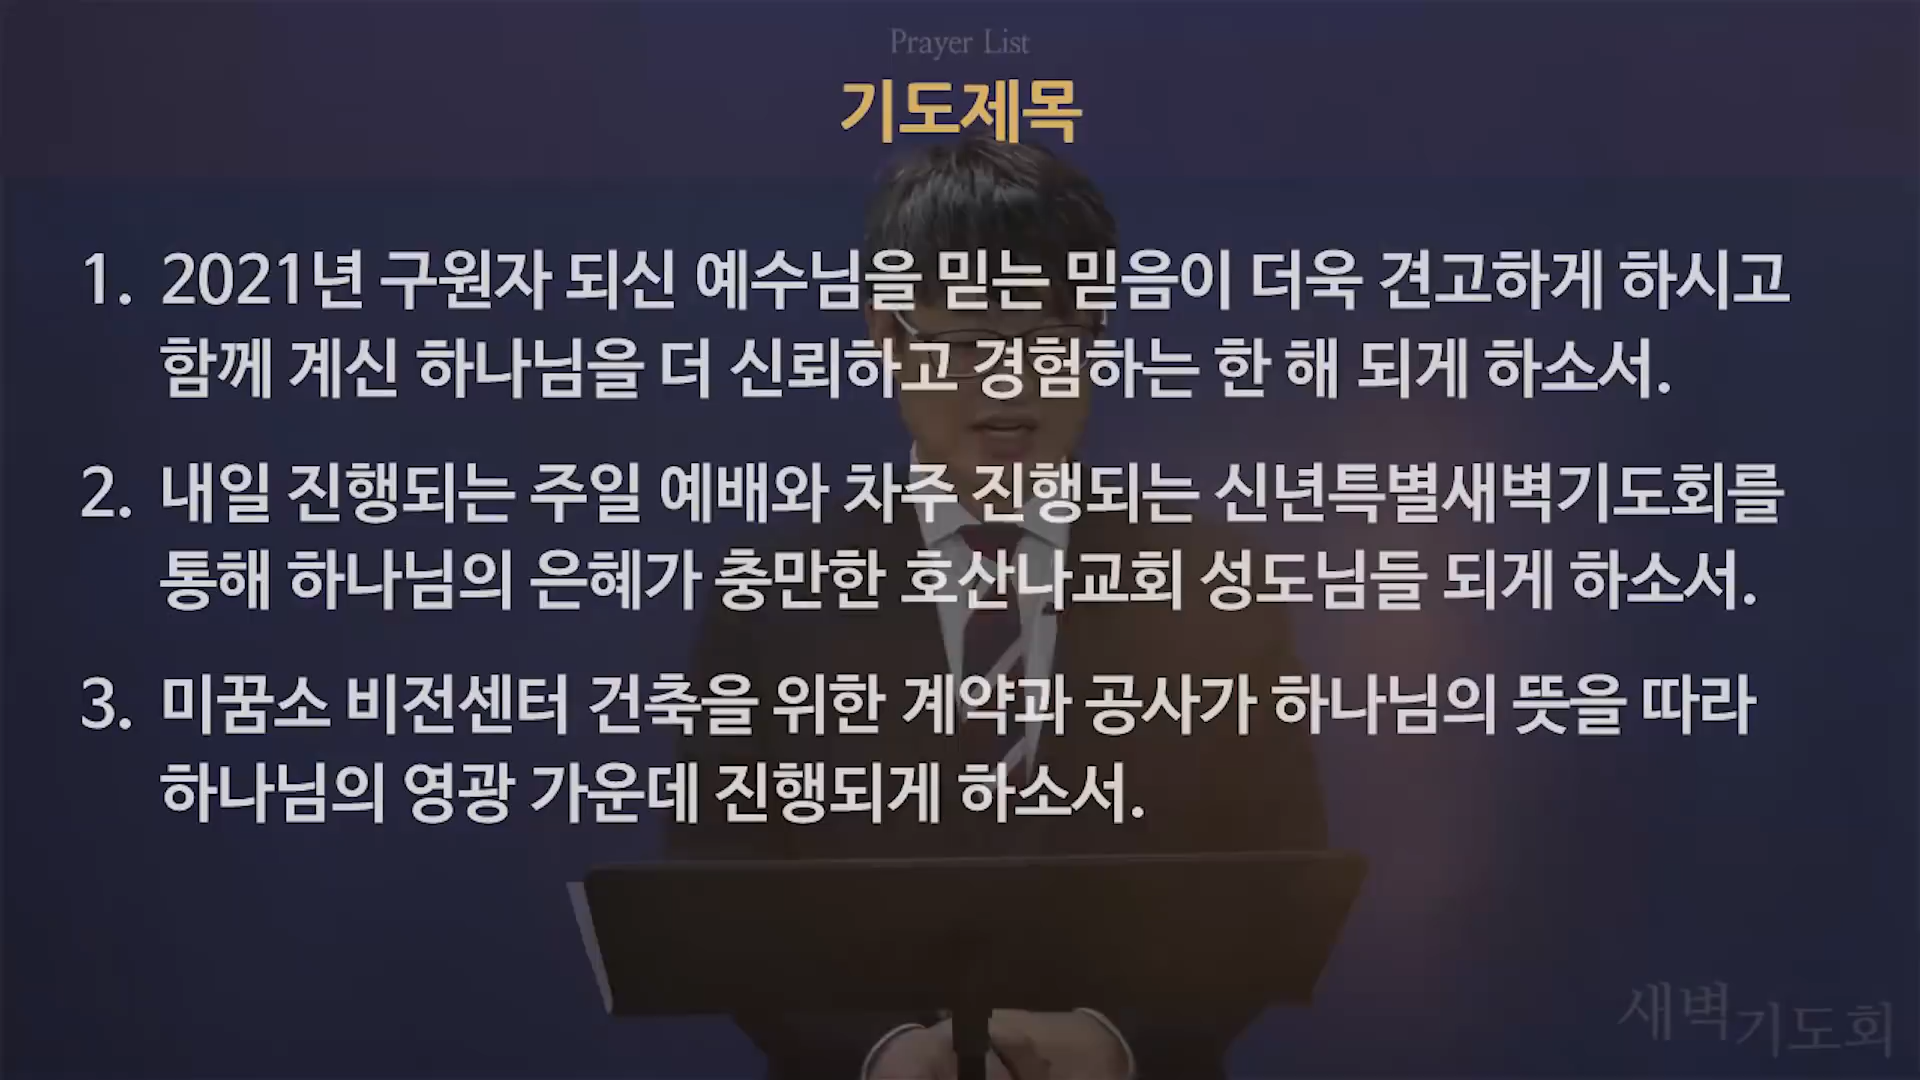 Prayer List
기도제목
1. 2021년 구원자 되신 예수님을 믿는 믿음이 더욱 견고하게 하시고
함께 계신 하나님을 더 신뢰하고 경험하는 한 해 되게 하소서.
2. 내일 진행되는 주일 예배와 차주 진행되는 신년특별새벽기도회를
통해 하나님의 은혜가 충만한 호산나교회 성도님들 되게 하소서.
3. 미꿈소 비전센터 건축을 위한 계약과 공사가 하나님의 뜻을 따라
하나님의 영광 가운데 진행되게 하소서.
새벽기도회